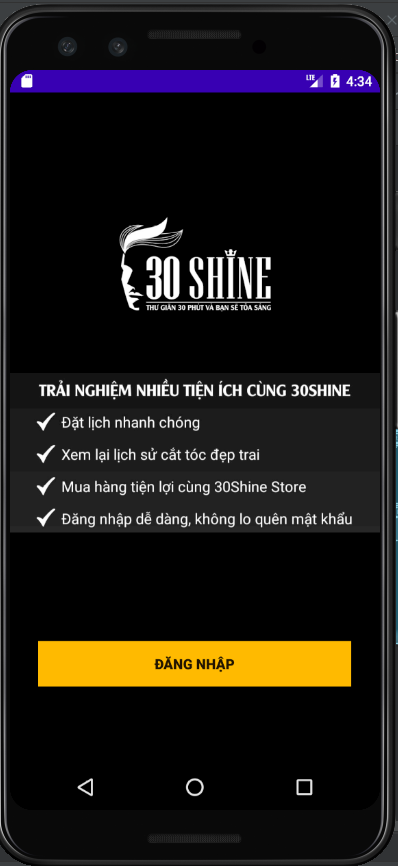 LTE 4:34
30 SHINE
THƯ GIÃN 30 PHÚT VÀ BẠN SẼ TỎA SÁNG
TRẢI NGHIỆM NHIỀU TIỆN ÍCH CÙNG 30SHINE
Đặt lịch nhanh chóng
Xem lại lịch sử cắt tóc đẹp trai
Mua hàng tiện lợi cùng 30Shine Store
Đăng nhập dễ dàng, không lo quên mật khẩu
ĐĂNG NHẬP